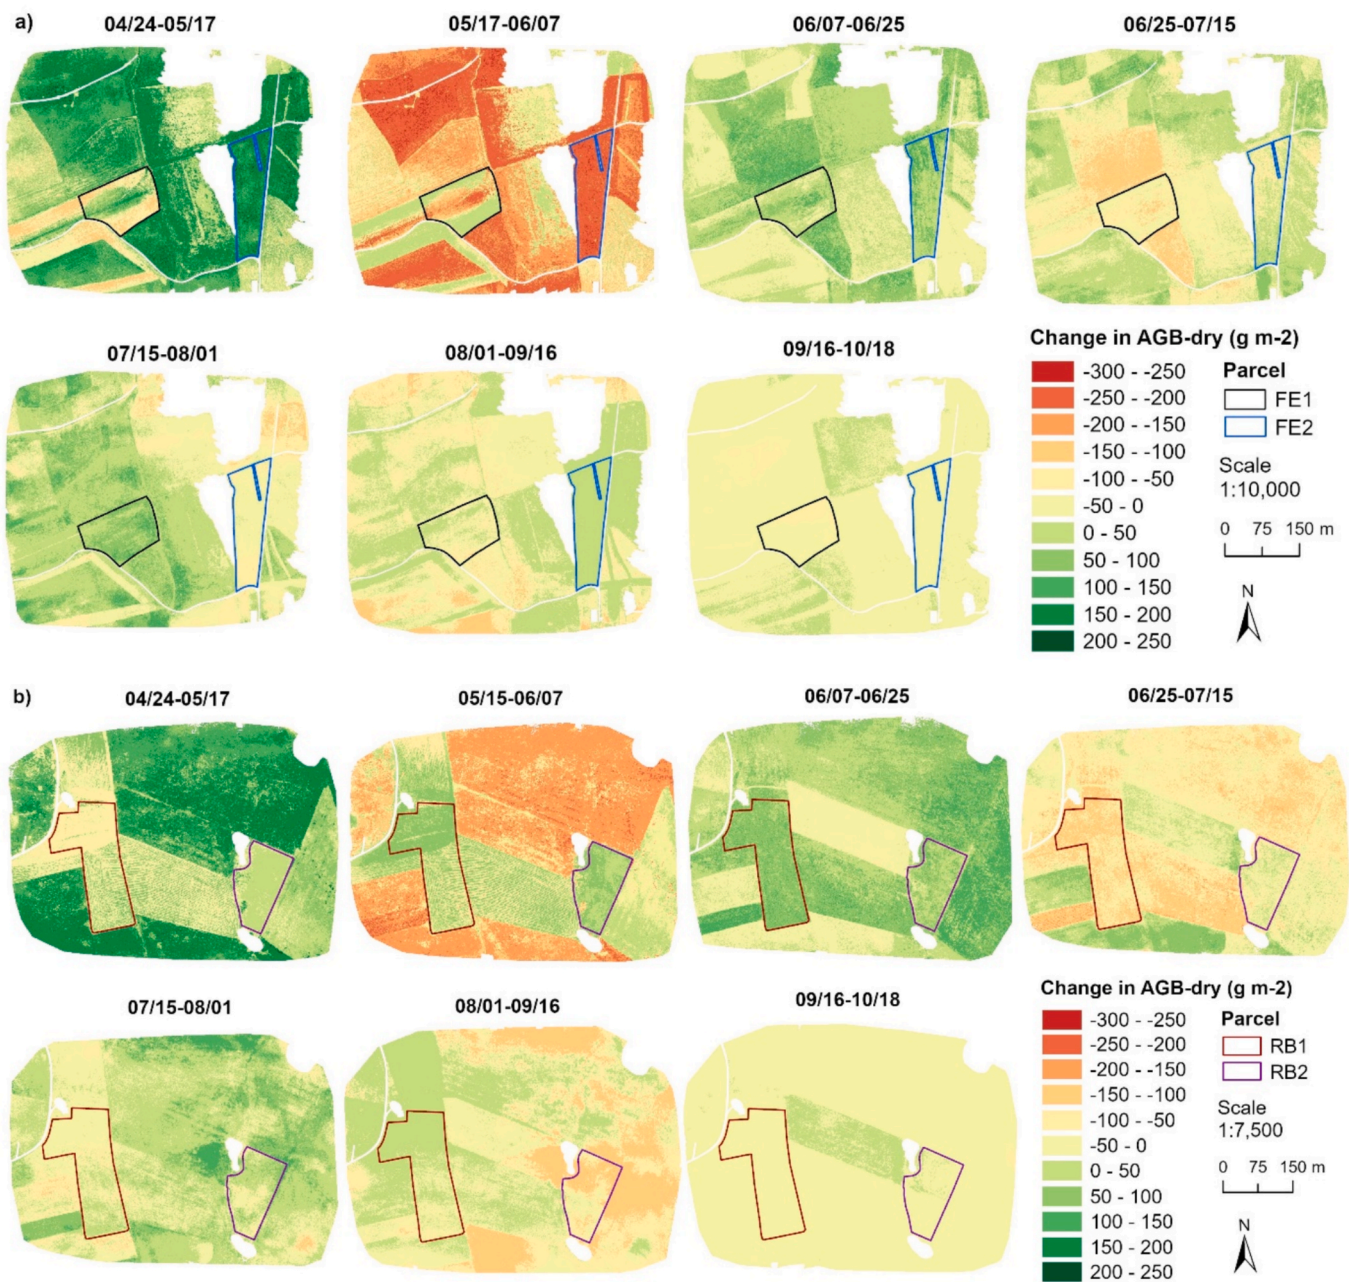 a)
04/24-05/17
05/17-06/07
06/07-06/25
06/25-07/15
07/15-08/01
08/01-09/16
09/16-10/18
Change in AGB-dry (g m-2)
-300 - -250
-250 - -200
-200 - -150
-150 - -100
-100 - -50
-50 - 0
0 - 50
50 - 100
100 - 150
150 - 200
200 - 250
Parcel
FE1
FE2
Scale
1:10,000
0 75 150 m
N
b)
04/24-05/17
05/15-06/07
06/07-06/25
06/25-07/15
07/15-08/01
08/01-09/16
09/16-10/18
Change in AGB-dry (g m-2)
-300 - -250
-250 - -200
-200 - -150
-150 - -100
-100 - -50
-50 - 0
0 - 50
50 - 100
100 - 150
150 - 200
200 - 250
Parcel
RB1
RB2
Scale
1:7,500
0 75 150 m
N